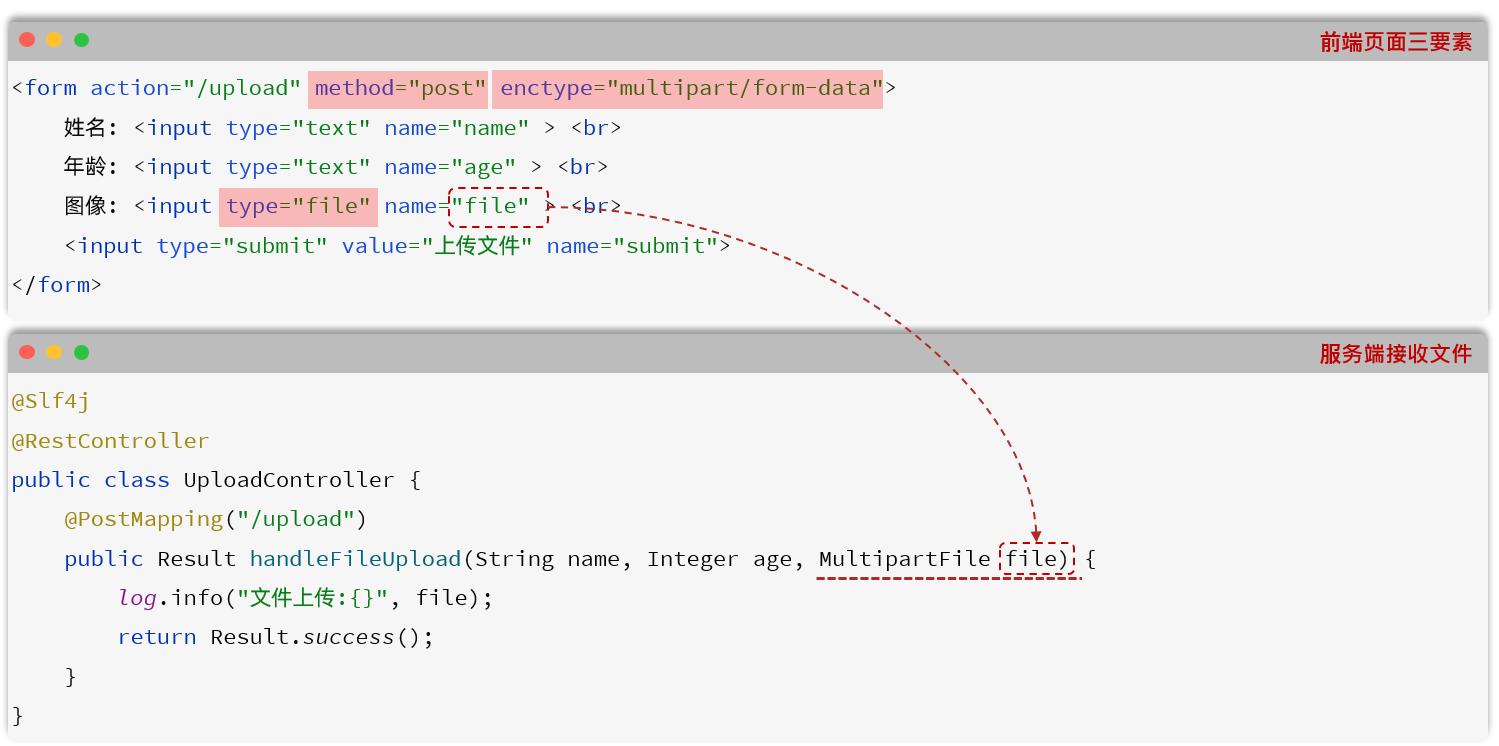 前端页面三要素
<form action="/upload" method="post" enctype="multipart/form-data">
    姓名: <input type="text" name="name" > <br>
    年龄: <input type="text" name="age" > <br>
    图像: <input type="file" name="file" > <br>
    <input type="submit" value="上传文件" name="submit">
</form>
服务端接收文件
@Slf4j
@RestController
public class UploadController {
    @PostMapping("/upload")
    public Result handleFileUpload(String name, Integer age, MultipartFile file) {
        log.info("文件上传:{}", file);
        return Result.success();
    }
}